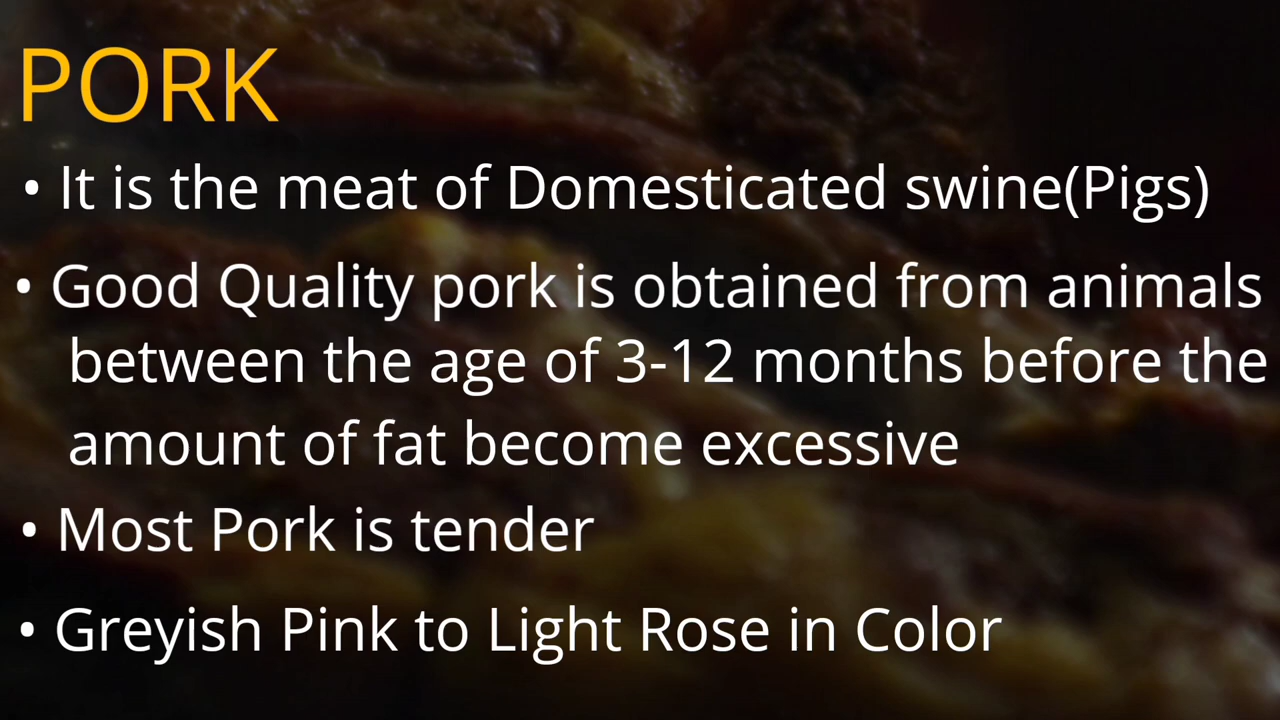 PORK
• It is the meat of Domesticated swine(Pigs)
• Good Quality pork is obtained from animals
between the age of 3-12 months before the
amount of fat become excessive
• Most Pork is tender
• Greyish Pink to Light Rose in Color